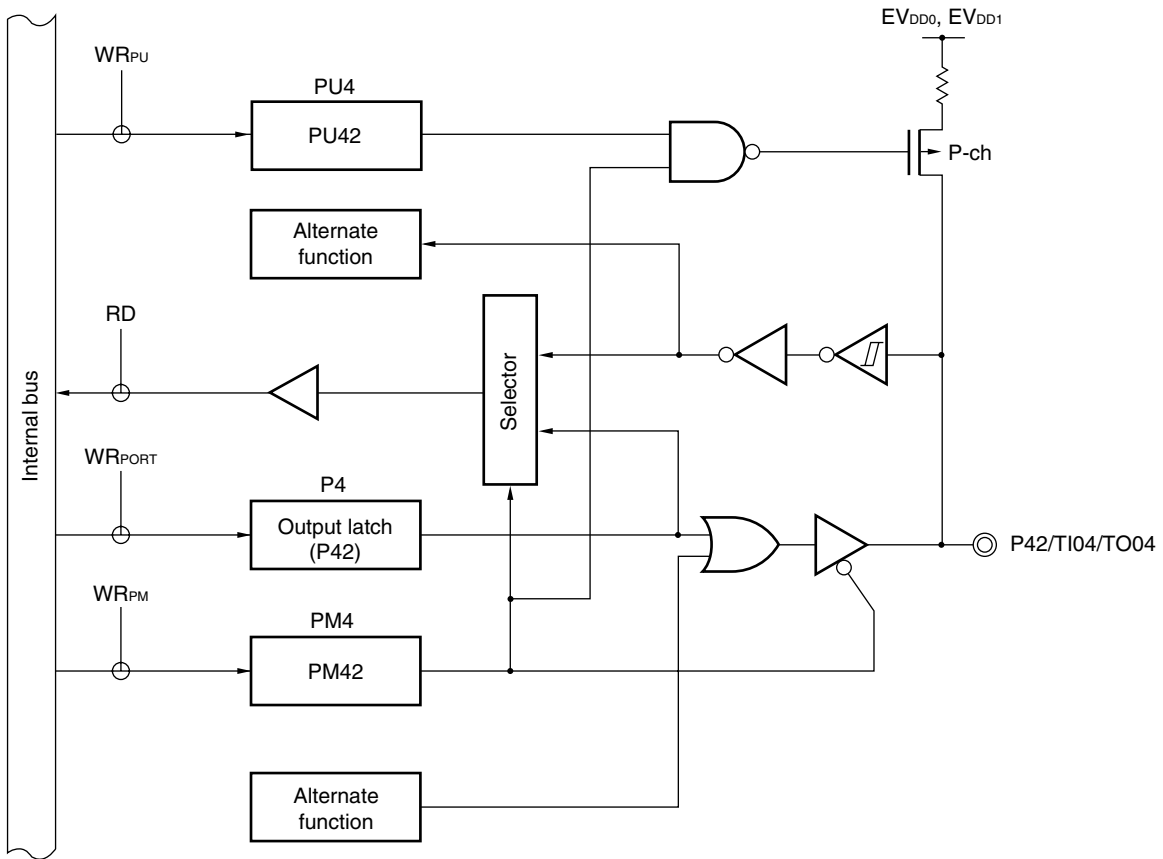 EVDD0, EVDD1
WRPU
PU4
PU42
P-ch
Alternate
function
RD
Selector
Internal bus
WRPORT
P4
Output latch
(P42)
P42/TI04/TO04
WRPM
PM4
PM42
Alternate
function